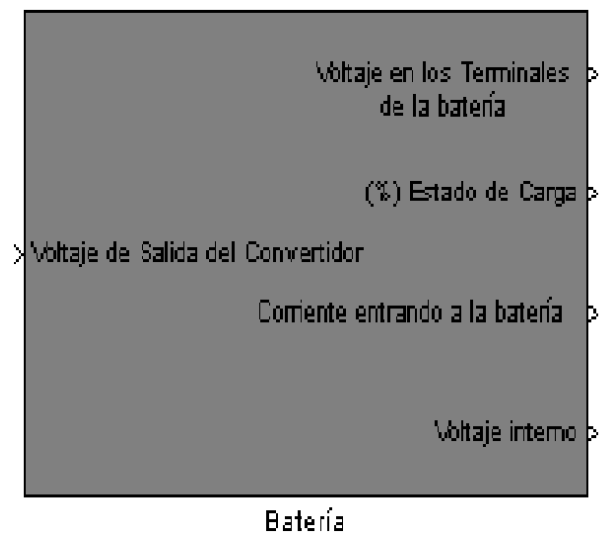 Voltaje en los Terminales
de la batería
(%) Estado de Carga
Voltaje de Salida del Convertidor
Corriente entrando a la batería
Voltaje interno
Batería